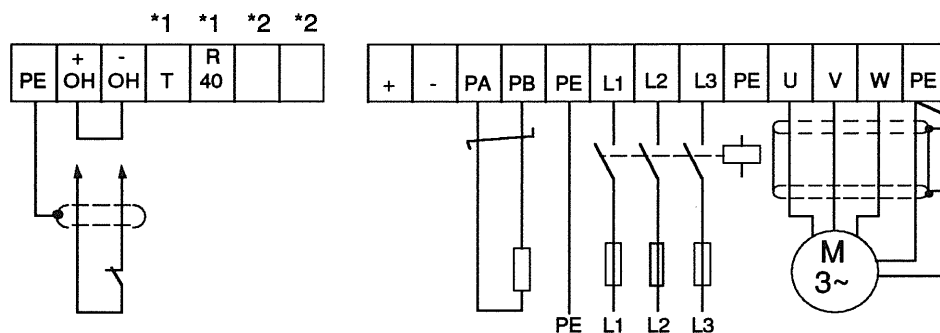 *1 *1 *2 *2
PE + OH - OH T R 40
+ - PA PB PE L1 L2 L3 PE U V W PE
M
3~
PE L1 L2 L3